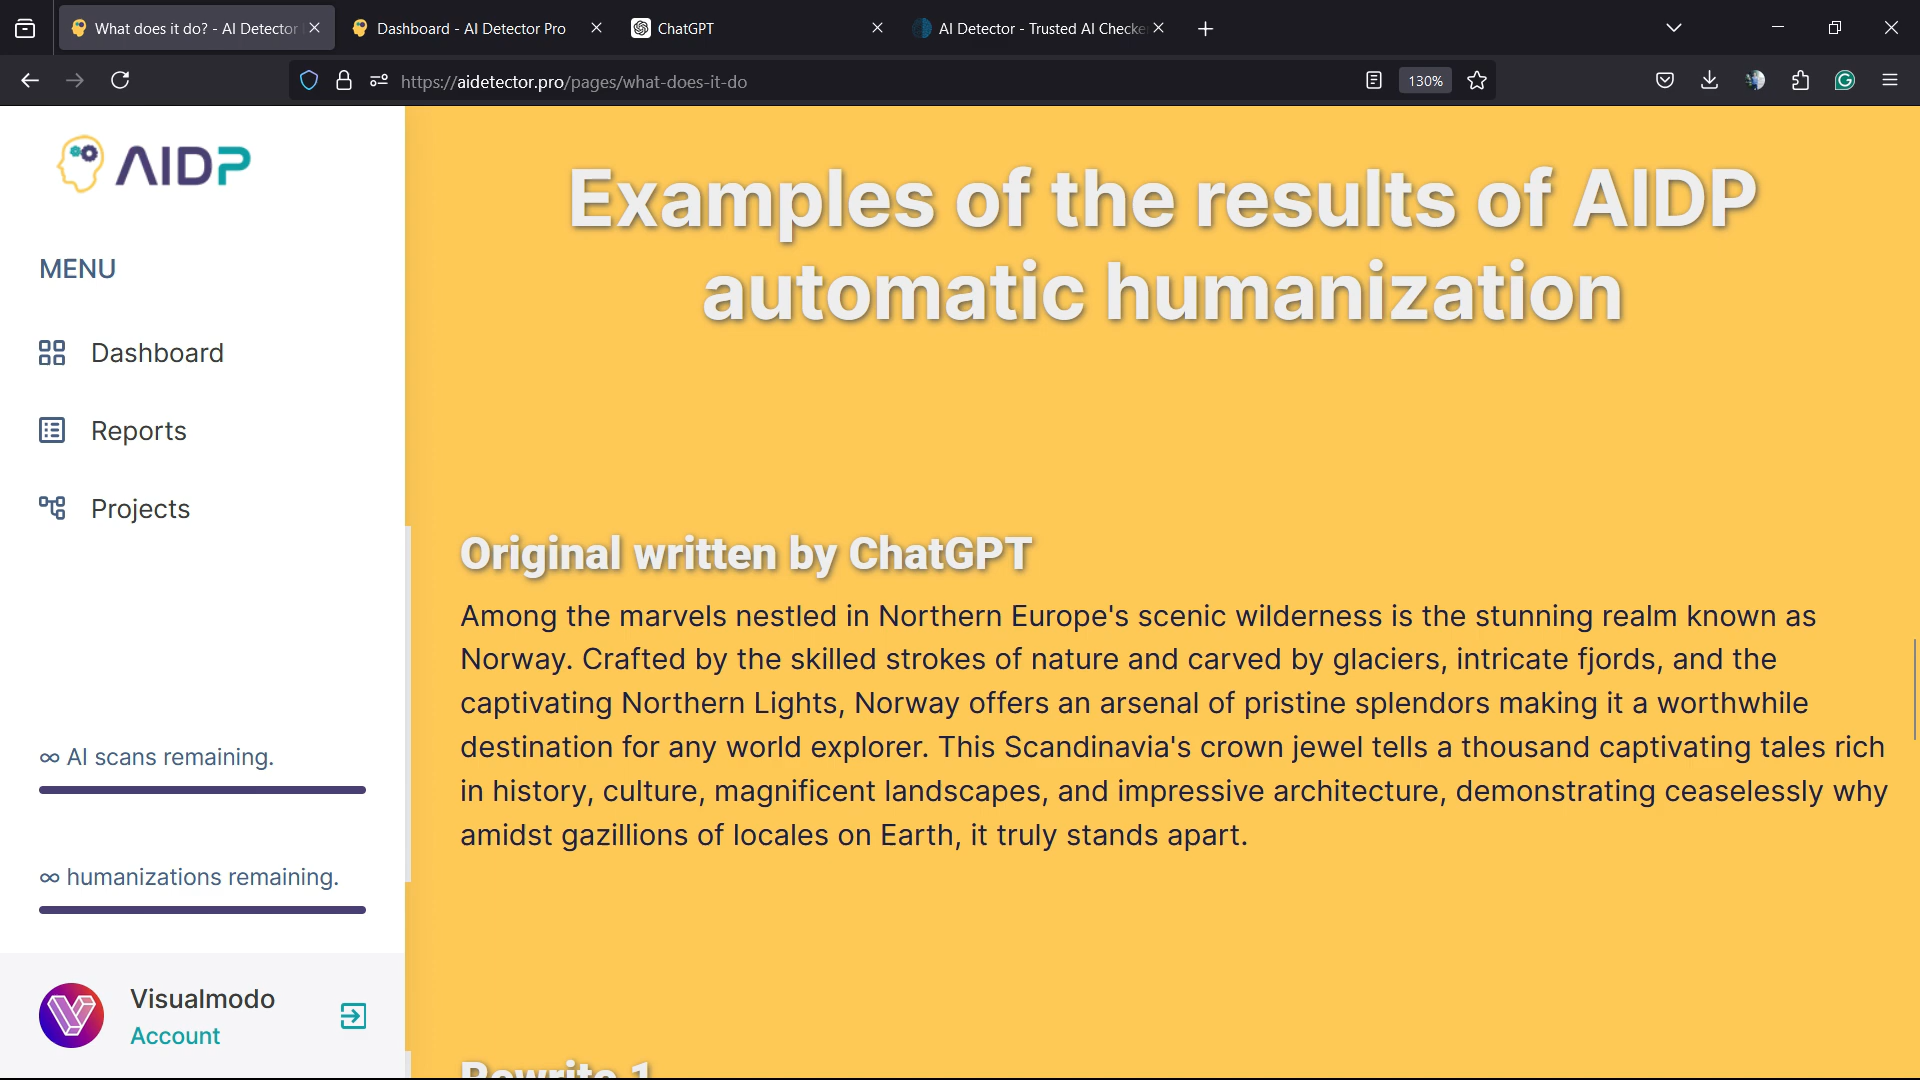 What does it do? - AI Detector
Dashboard - AI Detector Pro
ChatGPT
AI Detector - Trusted AI Checke
https://aidetector.pro/pages/what-does-it-do
130%
AIDP
MENU
Dashboard
Reports
Projects
∞ AI scans remaining.
∞ humanizations remaining.
Visualmodo
Account
Examples of the results of AIDP
automatic humanization
Original written by ChatGPT
Among the marvels nestled in Northern Europe's scenic wilderness is the stunning realm known as
Norway. Crafted by the skilled strokes of nature and carved by glaciers, intricate fjords, and the
captivating Northern Lights, Norway offers an arsenal of pristine splendors making it a worthwhile
destination for any world explorer. This Scandinavia's crown jewel tells a thousand captivating tales rich
in history, culture, magnificent landscapes, and impressive architecture, demonstrating ceaselessly why
amidst gazillions of locales on Earth, it truly stands apart.
Rewrite 1